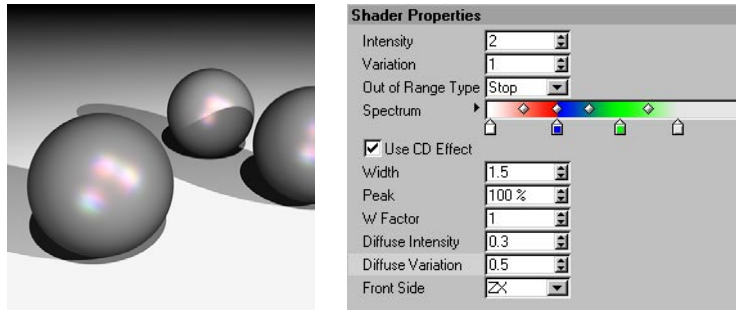 Shader Properties
Intensity 2
Variation 1
Out of Range Type Stop
Spectrum
Use CD Effect
Width 1.5
Peak 100 %
W Factor 1
Diffuse Intensity 0.3
Diffuse Variation 0.5
Front Side ZX